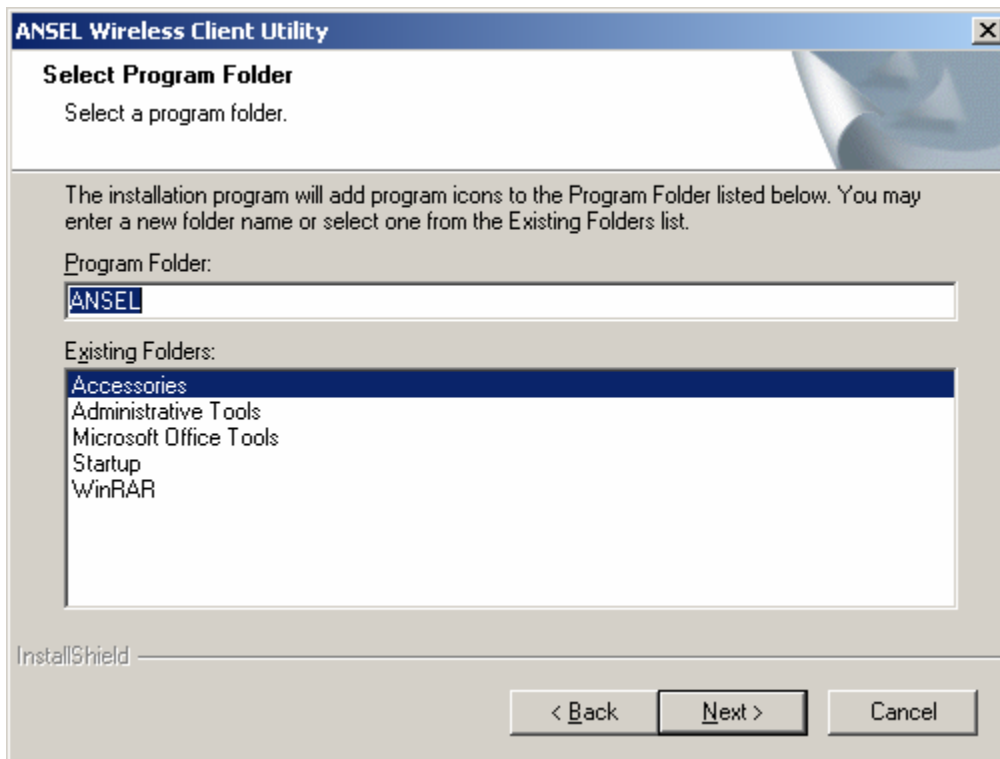 ANSEL Wireless Client Utility
Select Program Folder
Select a program folder.
The installation program will add program icons to the Program Folder listed below. You may
enter a new folder name or select one from the Existing Folders list.
Program Folder:
ANSEL
Existing Folders:
Accessories
Administrative Tools
Microsoft Office Tools
Startup
WinRAR
InstallShield
< Back Next > Cancel